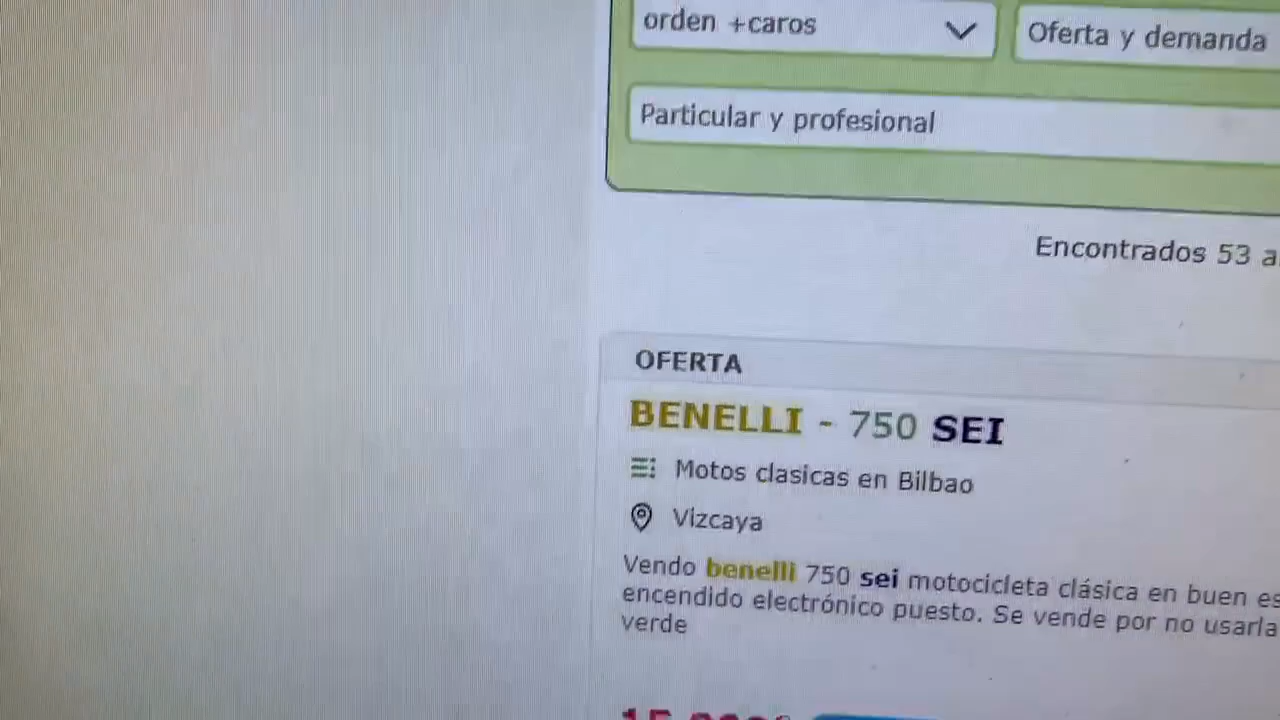 orden +caros
Oferta y demanda
Particular y profesional
Encontrados 53
OFERTA
BENELLI - 750 SEI
Motos clasicas en Bilbao
Vizcaya
Vendo benelli 750 sei motocicleta clásica en buen
encendido electrónico puesto. Se vende por no usarla
verde